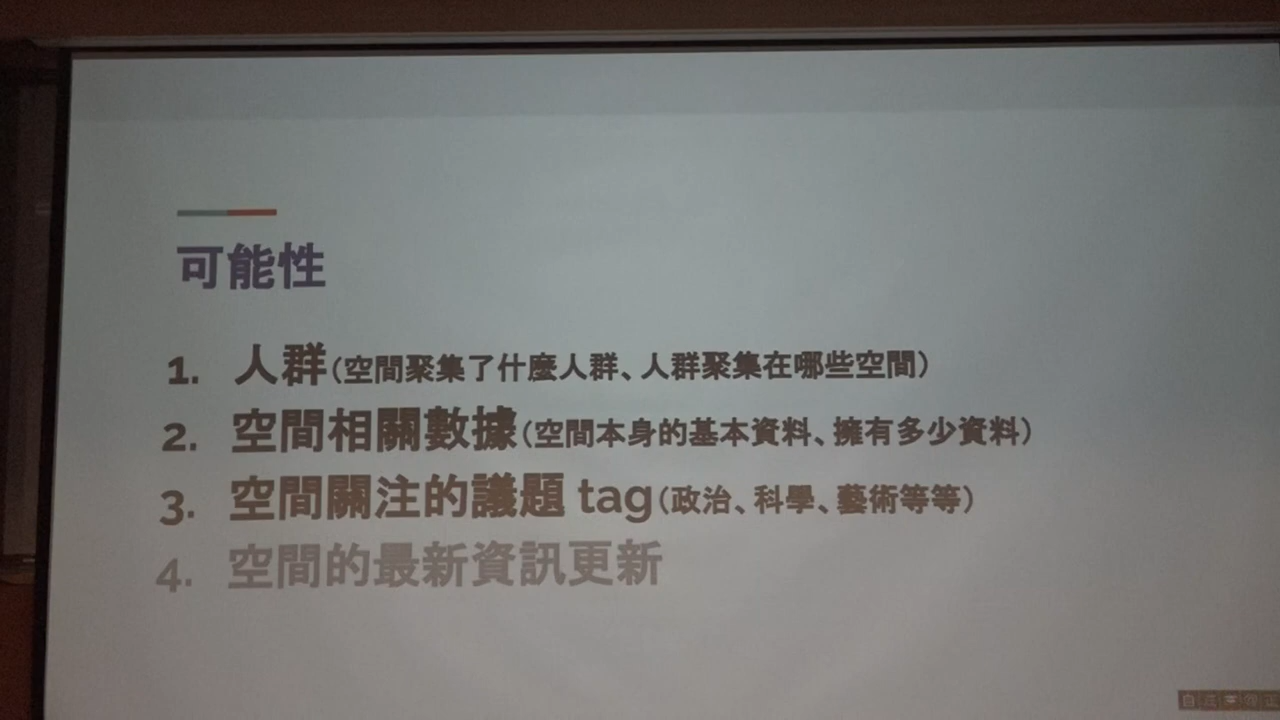 可能性
1. 人群(空間聚集了什麼人群、人群聚集在哪些空間)
2. 空間相關數據(空間本身的基本資料、擁有多少資料)
3. 空間關注的議題 tag(政治、科學、藝術等等)
4. 空間的最新資訊更新